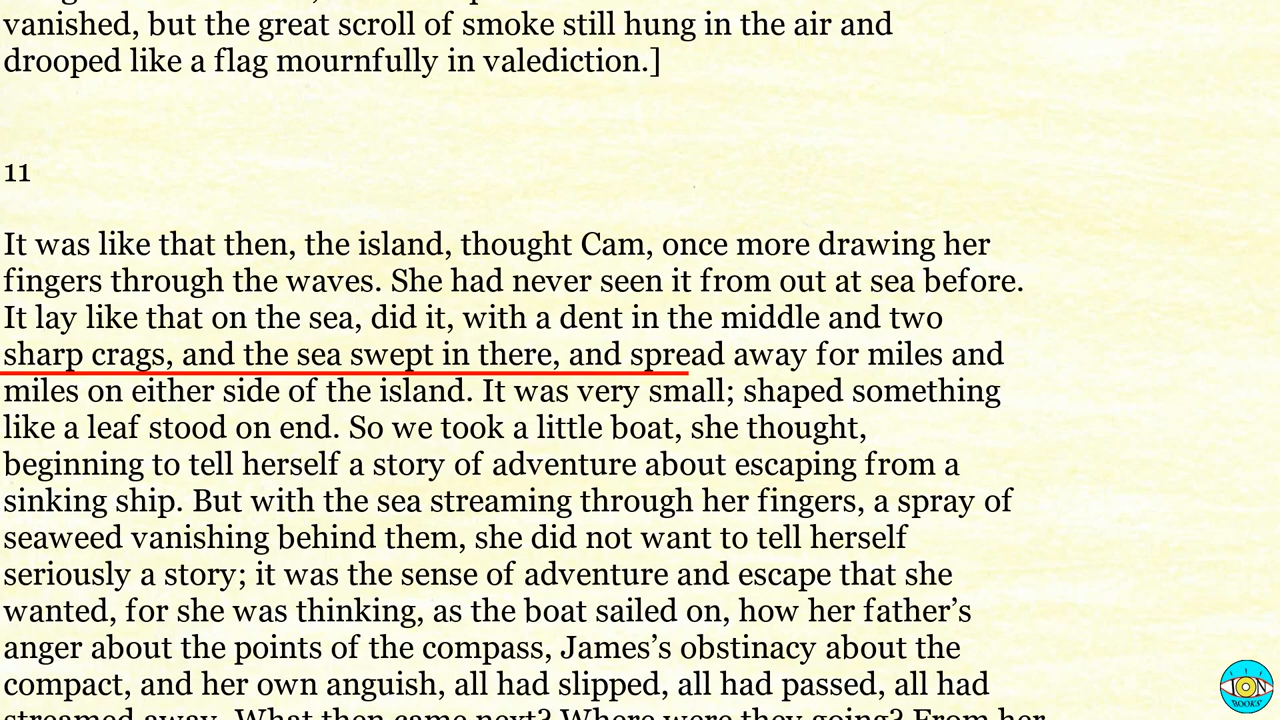 vanished, but the great scroll of smoke still hung in the air and
drooped like a flag mournfully in valediction.]
11
It was like that then, the island, thought Cam, once more drawing her
fingers through the waves. She had never seen it from out at sea before.
It lay like that on the sea, did it, with a dent in the middle and two
sharp crags, and the sea swept in there, and spread away for miles and
miles on either side of the island. It was very small; shaped something
like a leaf stood on end. So we took a little boat, she thought,
beginning to tell herself a story of adventure about escaping from a
sinking ship. But with the sea streaming through her fingers, a spray of
seaweed vanishing behind them, she did not want to tell herself
seriously a story; it was the sense of adventure and escape that she
wanted, for she was thinking, as the boat sailed on, how her father’s
anger about the points of the compass, James’s obstinacy about the
compact, and her own anguish, all had slipped, all had passed, all had
streamed away. What then came next? Where were they going? From her
ION
BOOKS